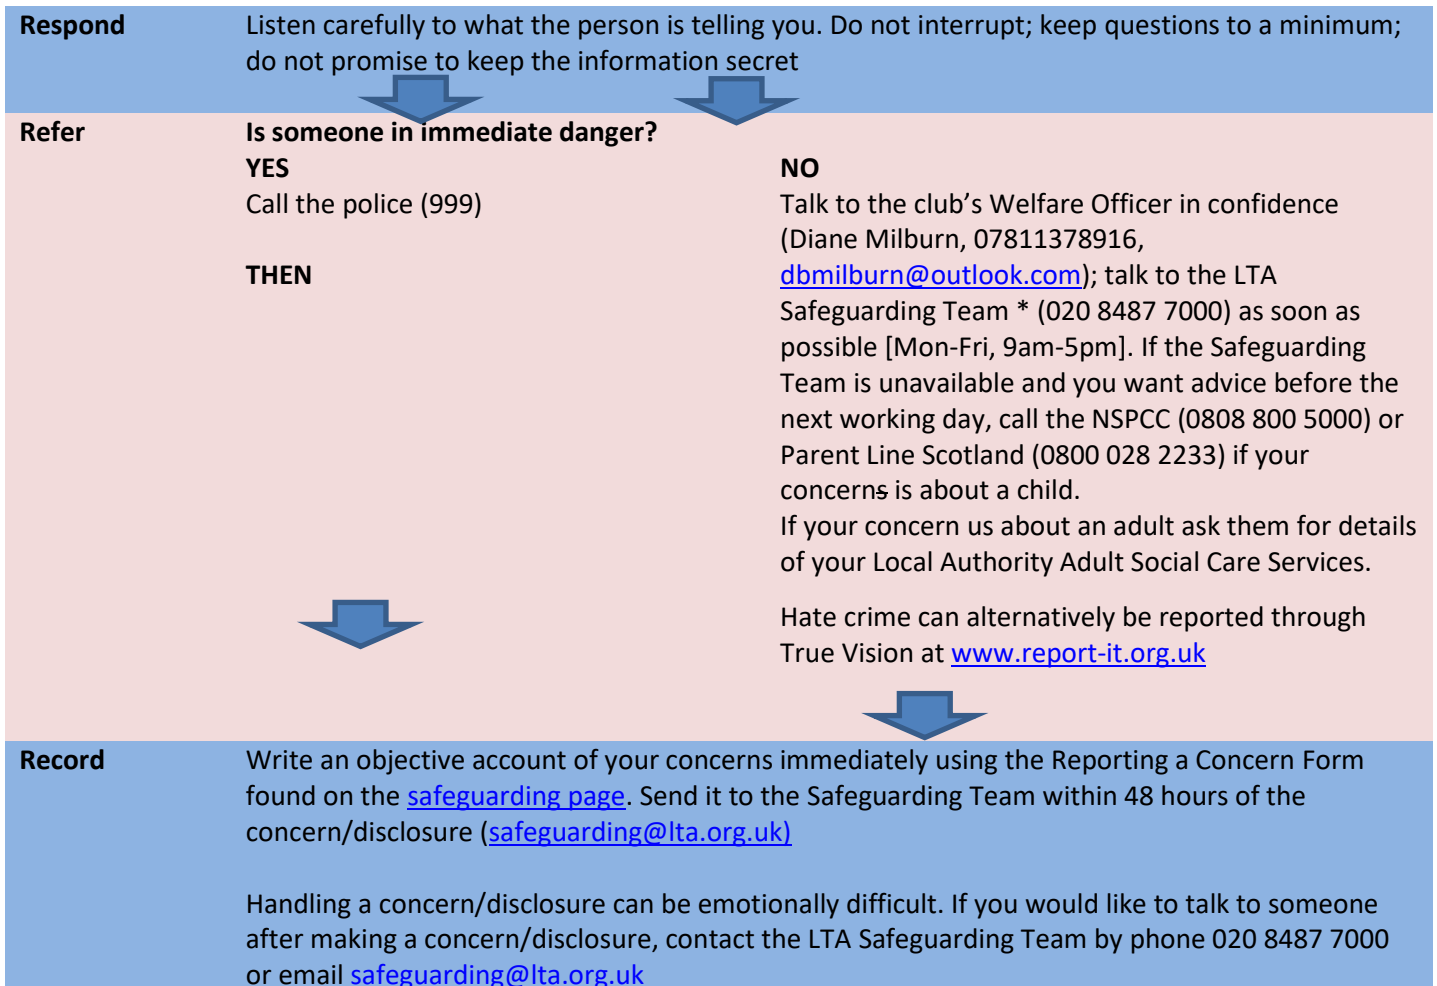 Respond
Listen carefully to what the person is telling you. Do not interrupt; keep questions to a minimum;
do not promise to keep the information secret
Refer
Is someone in immediate danger?
YES
Call the police (999)
THEN
NO
Talk to the club’s Welfare Officer in confidence
(Diane Milburn, 07811378916,
dbmilburn@outlook.com); talk to the LTA
Safeguarding Team * (020 8487 7000) as soon as
possible [Mon-Fri, 9am-5pm]. If the Safeguarding
Team is unavailable and you want advice before the
next working day, call the NSPCC (0808 800 5000) or
Parent Line Scotland (0800 028 2233) if your
concerns is about a child.
If your concern us about an adult ask them for details
of your Local Authority Adult Social Care Services.
Hate crime can alternatively be reported through
True Vision at www.report-it.org.uk
Record
Write an objective account of your concerns immediately using the Reporting a Concern Form
found on the safeguarding page. Send it to the Safeguarding Team within 48 hours of the
concern/disclosure (safeguarding@lta.org.uk)
Handling a concern/disclosure can be emotionally difficult. If you would like to talk to someone
after making a concern/disclosure, contact the LTA Safeguarding Team by phone 020 8487 7000
or email safeguarding@lta.org.uk